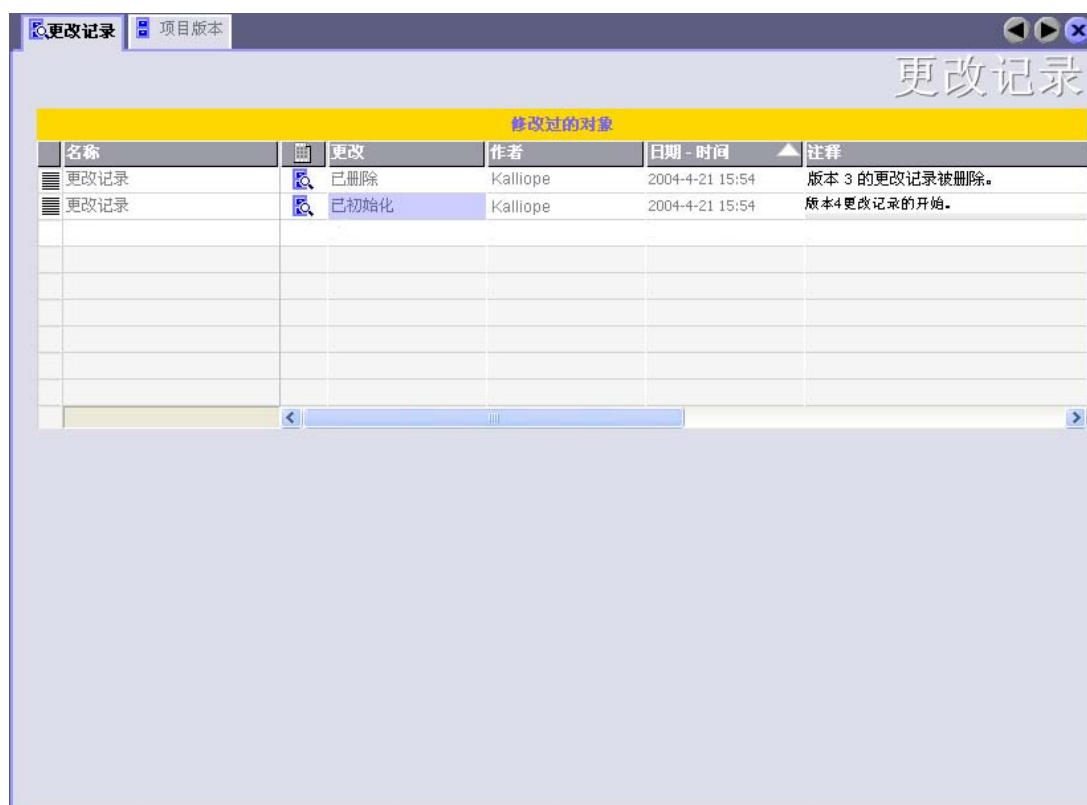 更改记录 项目版本
更改记录
修改过的对象
名称 更改 作者 日期 - 时间 注释
更改记录 已删除 Kalliope 2004-4-21 15:54 版本 3 的更改记录被删除。
更改记录 已初始化 Kalliope 2004-4-21 15:54 版本4更改记录的开始。